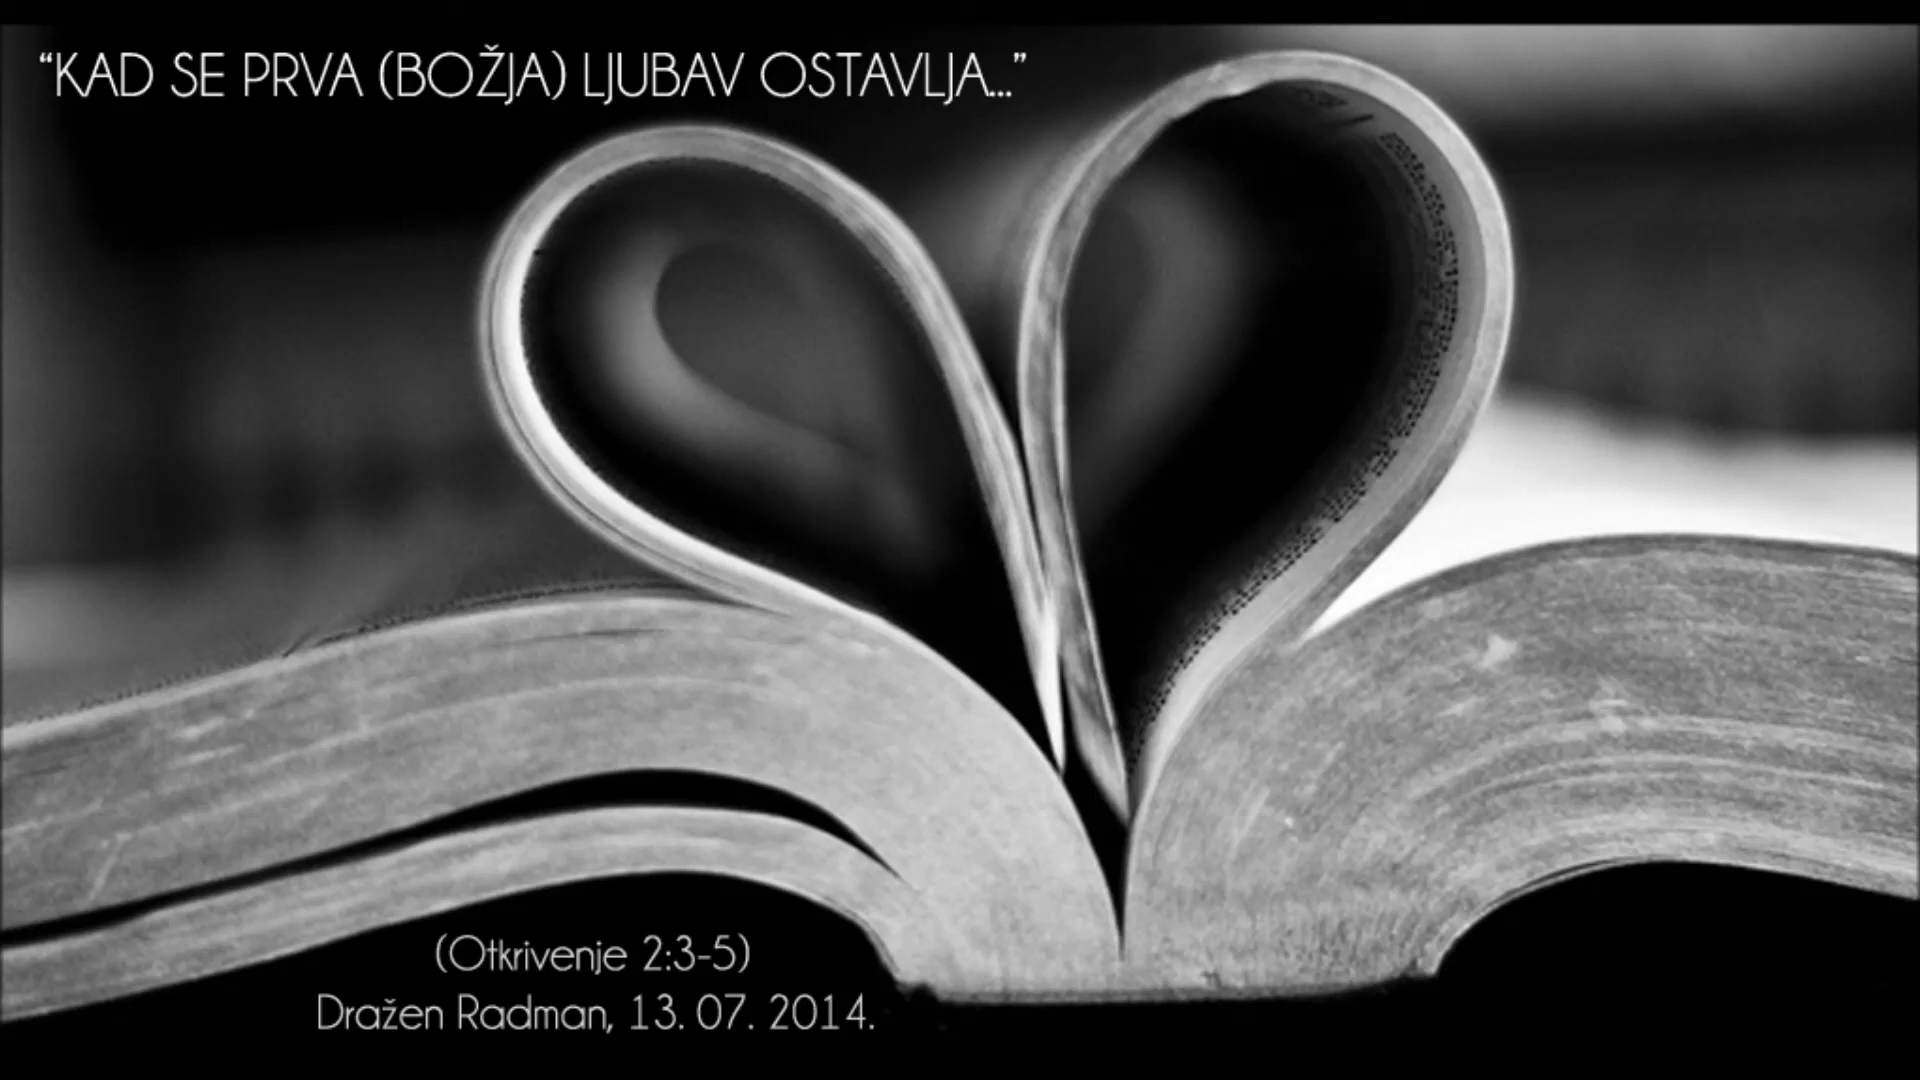 “KAD SE PRVA (BOŽJA) LJUBAV OSTAVLJA...”
(Otkrivenje 2:3-5)
Dražen Radman, 13. 07. 2014.